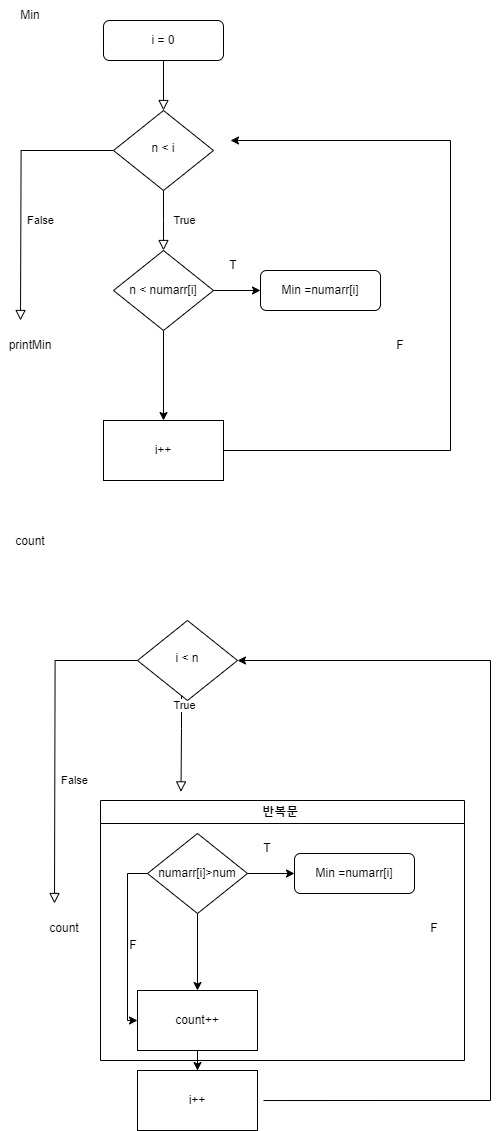 Min
i = 0
n < i
False
True
T
n < numarr[i]
Min =numarr[i]
printMin
F
i++
count
i < n
True
False
반복문
T
numarr[i]>num
Min =numarr[i]
count
F
F
count++
i++